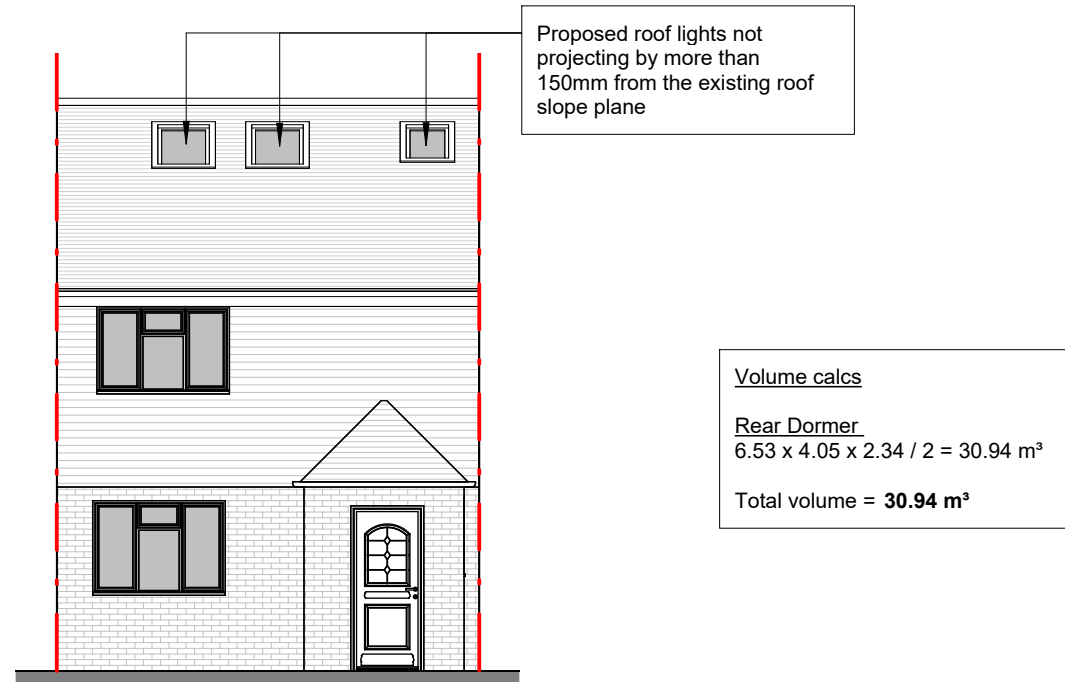 Proposed roof lights not
projecting by more than
150mm from the existing roof
slope plane
Volume calcs
Rear Dormer
6.53 x 4.05 x 2.34 / 2 = 30.94 m³
Total volume = 30.94 m³